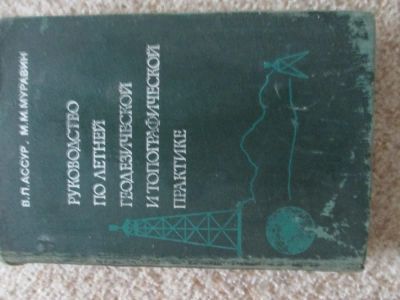 В.П.АССУР, М.М.МУРАВИН
РУКОВОДСТВО
ПО ЛЕТНЕЙ
ГЕОДЕЗИЧЕСКОЙ
И ТОПОГРАФИЧЕСКОЙ
ПРАКТИКЕ